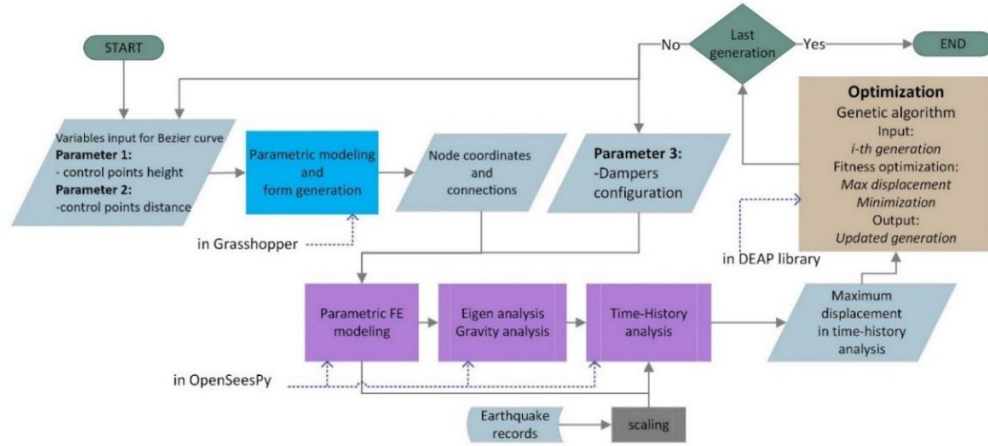 START
No
Last
generation
Yes
END
Variables input for Bezier curve
Parameter 1:
- control points height
Parameter 2:
-control points distance
Parametric modeling
and
form generation
Node coordinates
and
connections
Parameter 3:
-Dampers
configuration
Optimization
Genetic algorithm
Input:
i-th generation
Fitness optimization:
Max displacement
Minimization
Output:
Updated generation
in Grasshopper
in DEAP library
Parametric FE
modeling
Eigen analysis
Gravity analysis
Time-History
analysis
Maximum
displacement
in time-history
analysis
in OpenSeesPy
Earthquake
records
scaling